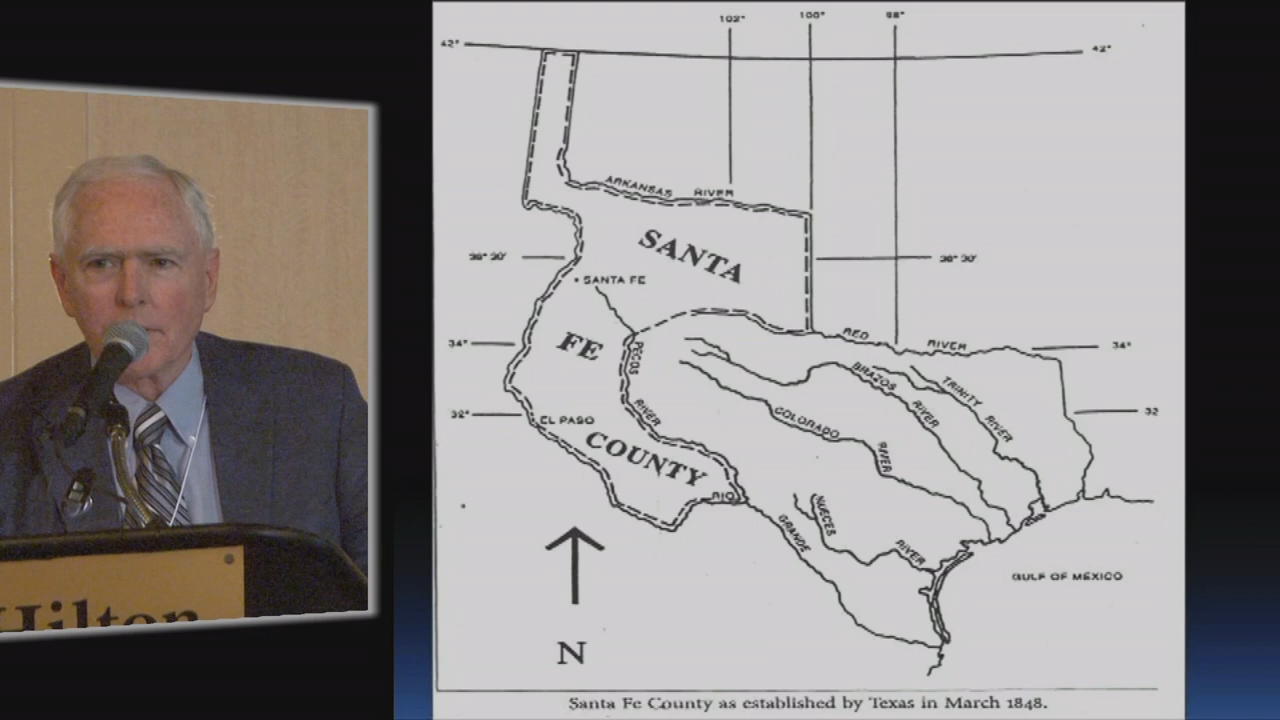 102° 100° 98°
42° 42°
ARKANSAS RIVER
SANTA
36° 30' 36° 30'
• SANTA FE
RED RIVER
34° FE 34°
PECOS RIVER
BRAZOS RIVER
TRINITY RIVER
32° 32
EL PASO
COLORADO RIVER
COUNTY
RIO GRANDE
NUECES RIVER
GULF OF MEXICO
N
Santa Fe County as established by Texas in March 1848.
Hilton